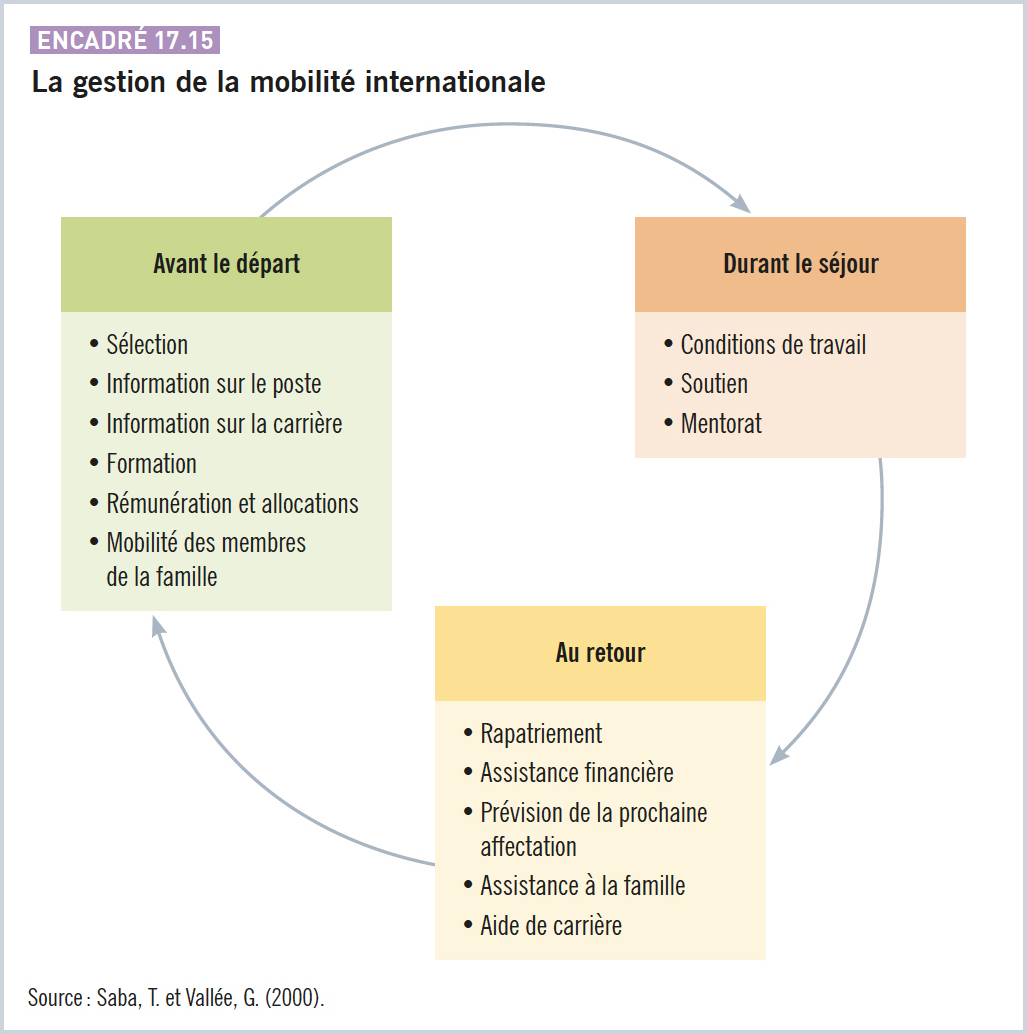 ENCADRÉ 17.15
La gestion de la mobilité internationale
Avant le départ
• Sélection
• Information sur le poste
• Information sur la carrière
• Formation
• Rémunération et allocations
• Mobilité des membres
de la famille
Durant le séjour
• Conditions de travail
• Soutien
• Mentorat
Au retour
• Rapatriement
• Assistance financière
• Prévision de la prochaine
affectation
• Assistance à la famille
• Aide de carrière
Source : Saba, T. et Vallée, G. (2000).